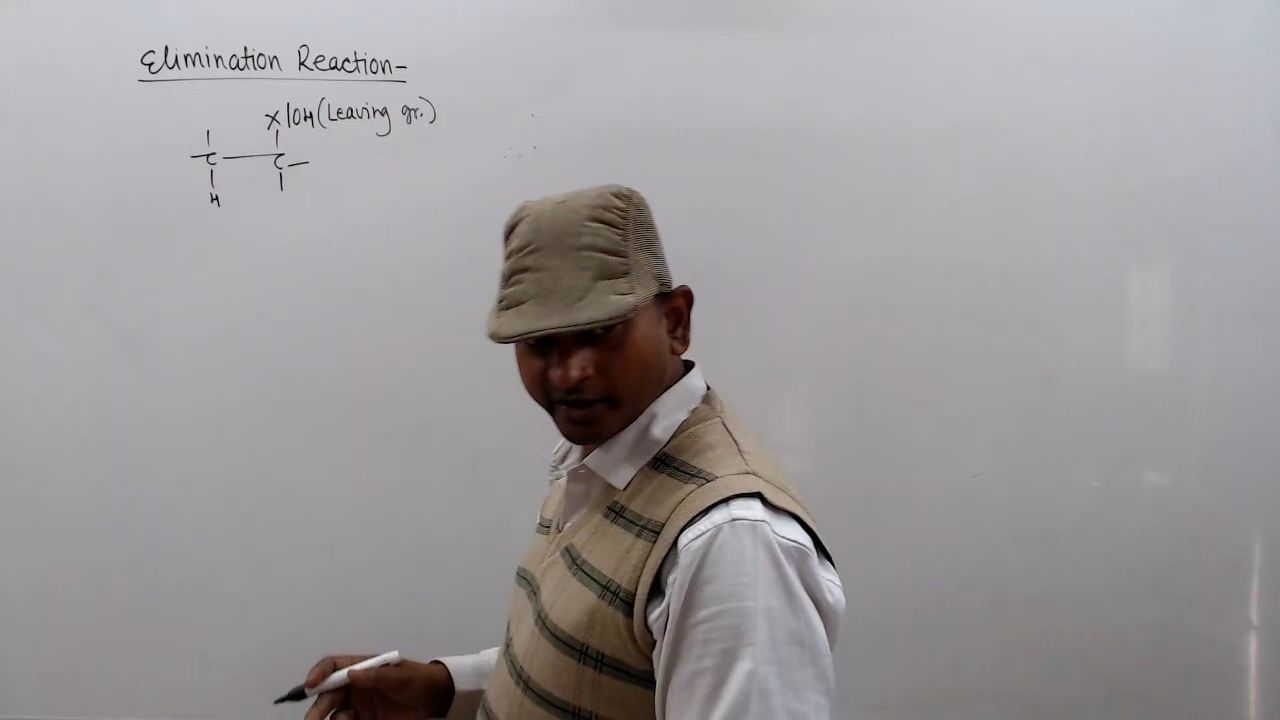 Elimination Reaction-
X/OH (Leaving gr.)
-C-C-
H